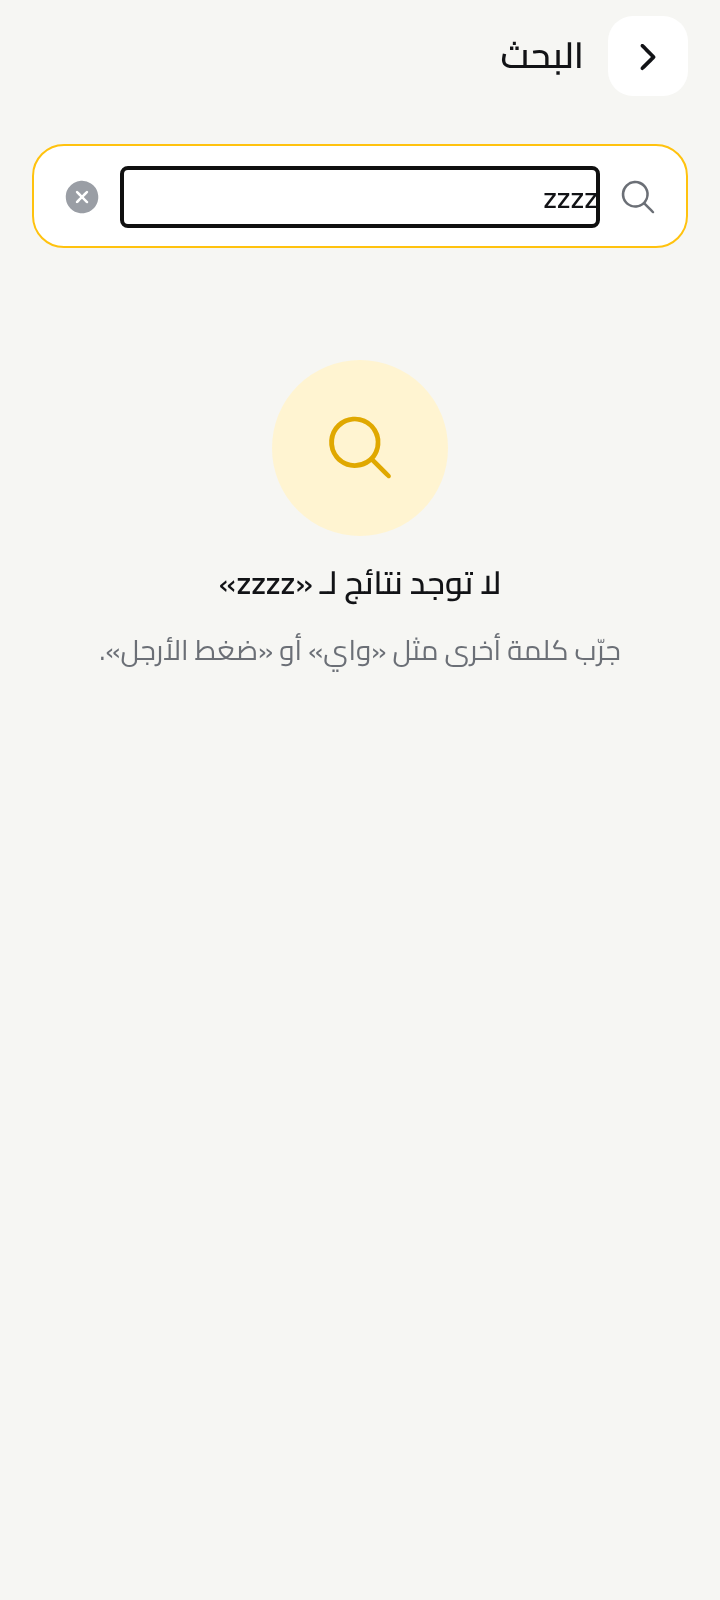 البحث
zzzz
لا توجد نتائج لـ «zzzz»
جرّب كلمة أخرى مثل «واي» أو «ضغط الأرجل».